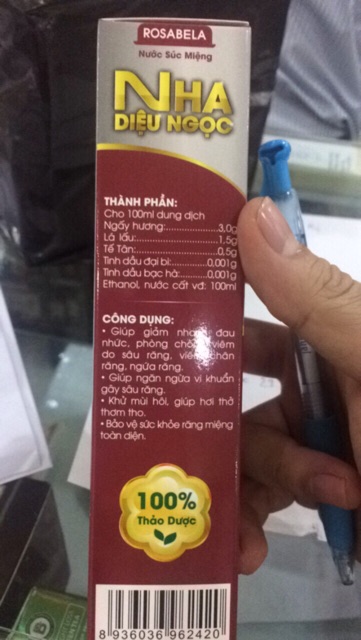 ROSABELA
Nước Súc Miệng
NHA
DIỆU NGỌC
THÀNH PHẦN:
Cho 100ml dung dịch
Ngấy hương:..................3,0g
Lá lấu:..........................1,5g
Tế Tân:.........................0,5g
Tinh dầu đại bi:..........0,001g
Tinh dầu bạc hà:........0,001g
Ethanol, nước cất vđ: 100ml
CÔNG DỤNG:
• Giúp giảm nhanh đau
nhức, phòng chống viêm
do sâu răng, viêm chân
răng, ngứa răng.
• Giúp ngăn ngừa vi khuẩn
gây sâu răng.
• Khử mùi hôi, giúp hơi thở
thơm tho.
• Bảo vệ sức khỏe răng miệng
toàn diện.
100%
Thảo Dược
8 936036 062420